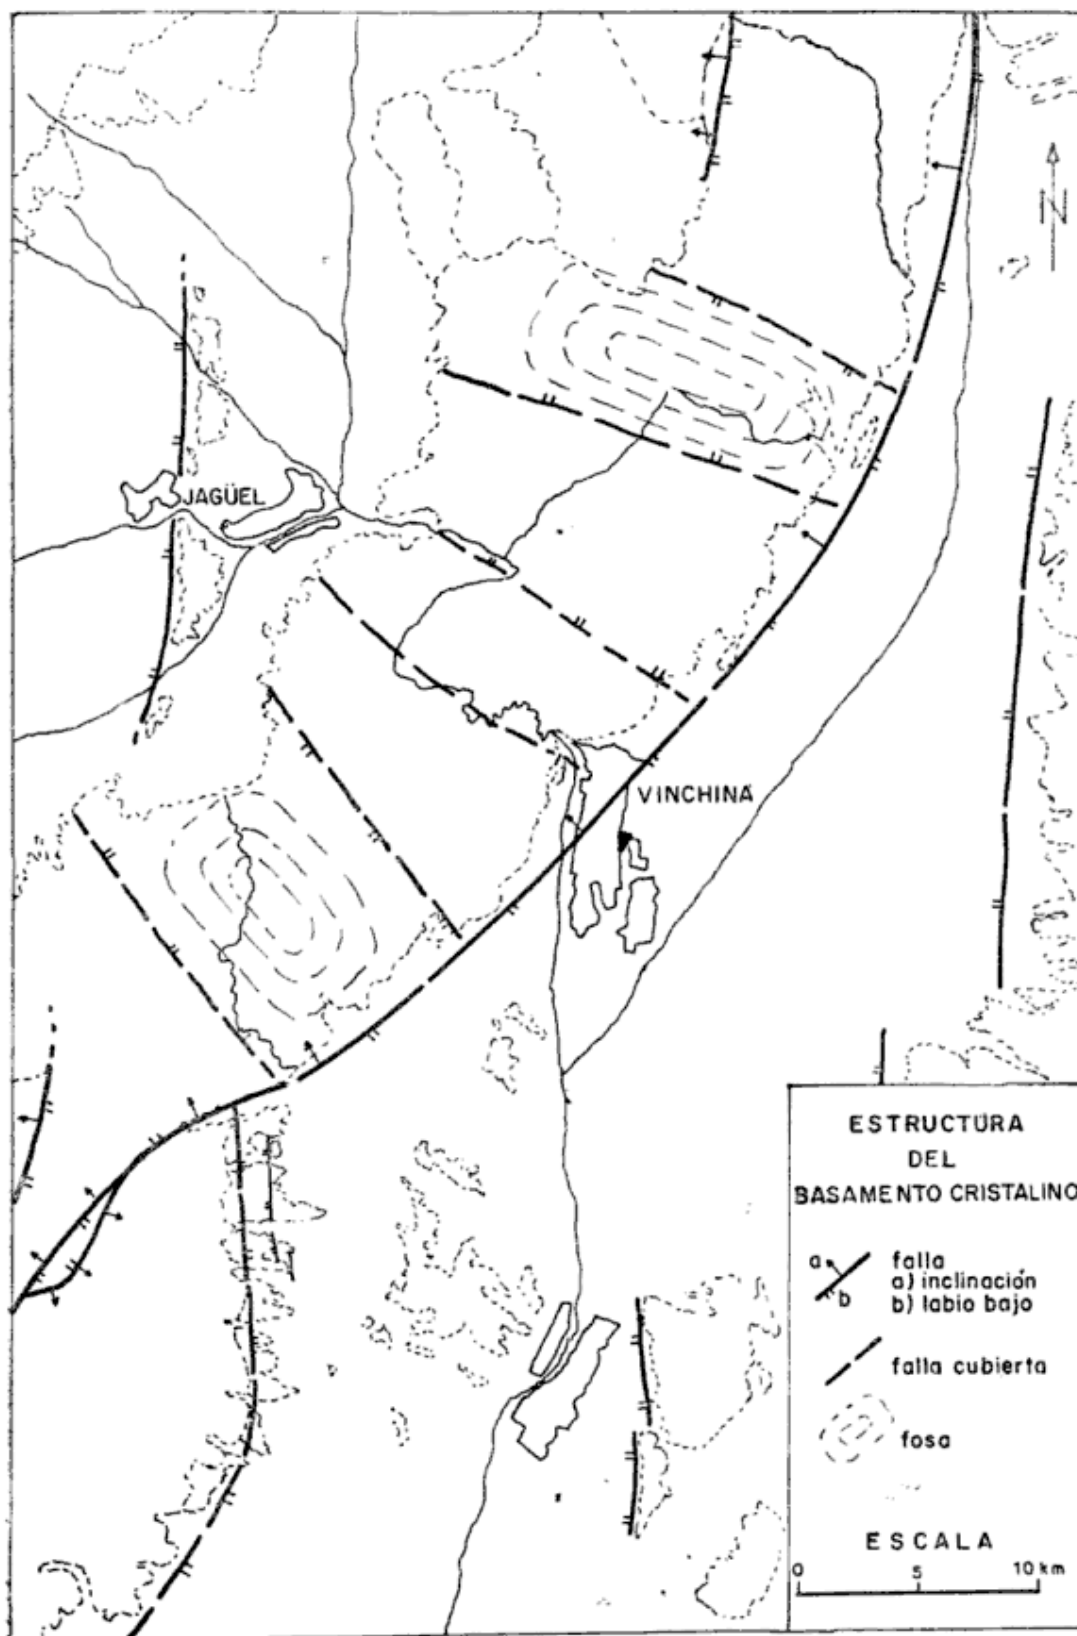 N
JAGÜEL
VINCHINA
ESTRUCTURA
DEL
BASAMENTO CRISTALINO
a
b
falla
a) inclinación
b) labio bajo
falla cubierta
fosa
ESCALA
0 5 10 km